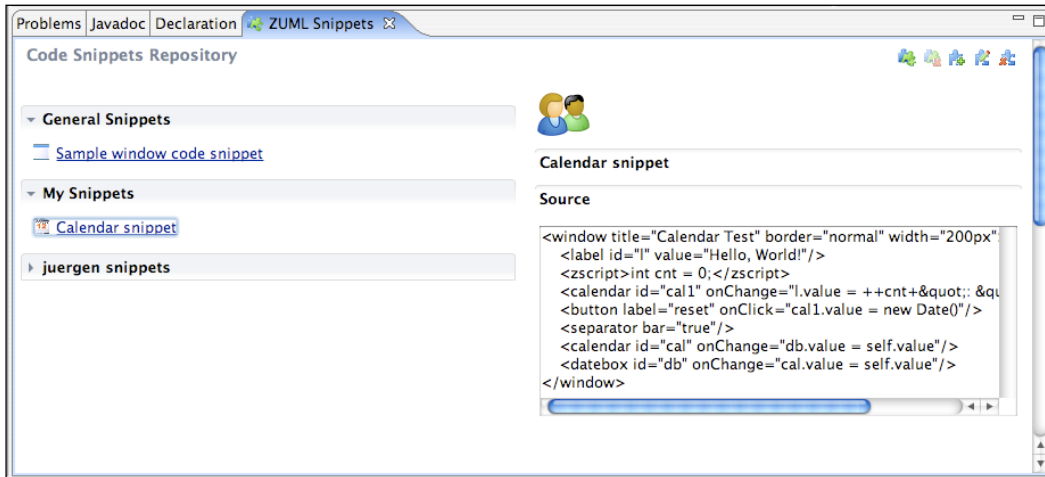 Problems Javadoc Declaration ZUML Snippets
Code Snippets Repository
General Snippets
Sample window code snippet
My Snippets
12
Calendar snippet
juergen snippets
Calendar snippet
Source
<window title="Calendar Test" border="normal" width="200px"
<label id="l" value="Hello, World!"/>
<zscript>int cnt = 0;</zscript>
<calendar id="cal1" onChange="l.value = ++cnt+&quot;: &qu
<button label="reset" onClick="cal1.value = new Date()"/>
<separator bar="true"/>
<calendar id="cal" onChange="db.value = self.value"/>
<datebox id="db" onChange="cal.value = self.value"/>
</window>